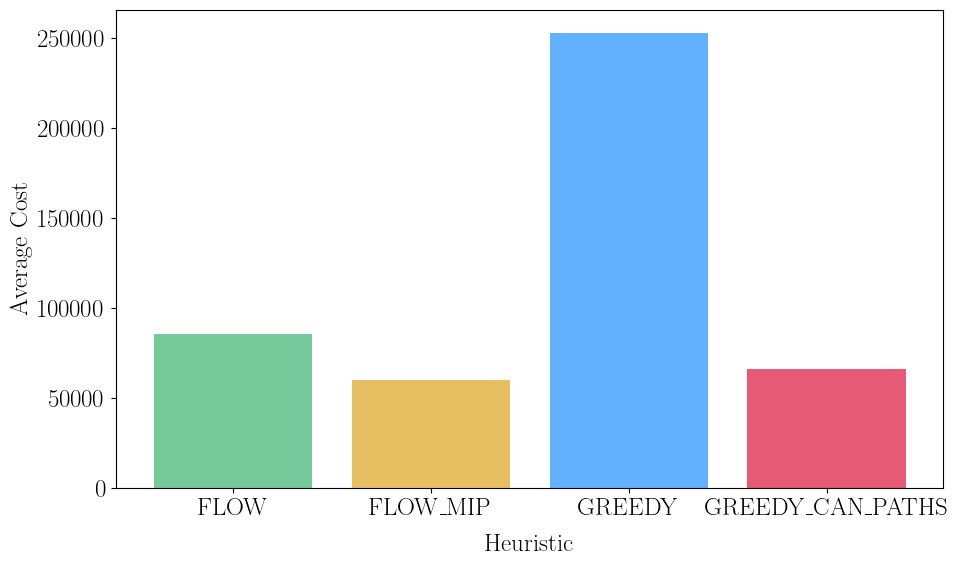 250000
200000
150000
100000
50000
0
Average Cost
FLOW
FLOW_MIP
GREEDY
GREEDY_CAN_PATHS
Heuristic